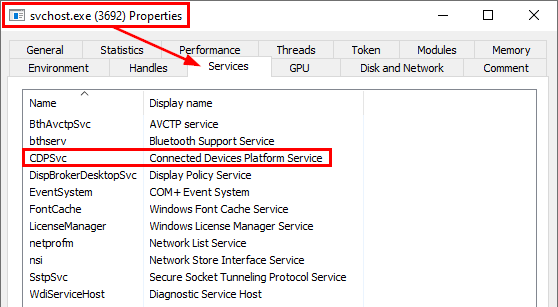 svchost.exe (3692) Properties
General Statistics Performance Threads Token Modules Memory
Environment Handles Services GPU Disk and Network Comment
Name Display name
BthAvctpSvc AVCTP service
bthserv Bluetooth Support Service
CDPSvc Connected Devices Platform Service
DispBrokerDesktopSvc Display Policy Service
EventSystem COM+ Event System
FontCache Windows Font Cache Service
LicenseManager Windows License Manager Service
netprofm Network List Service
nsi Network Store Interface Service
SstpSvc Secure Socket Tunneling Protocol Service
WdiServiceHost Diagnostic Service Host